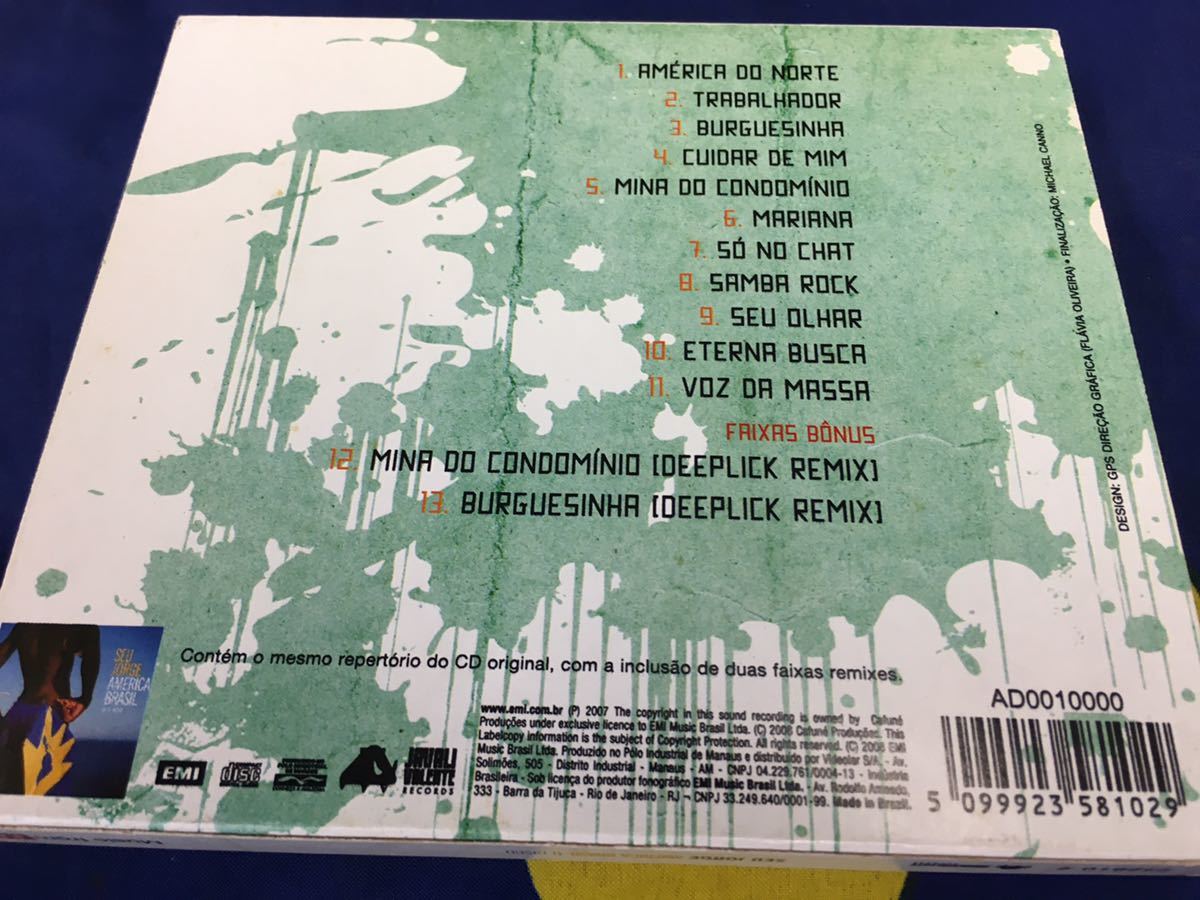 1. AMÉRICA DO NORTE
2. TRABALHADOR
3. BURGUESINHA
4. CUIDAR DE MIM
5. MINA DO CONDOMÍNIO
6. MARIANA
7. SÓ NO CHAT
8. SAMBA ROCK
9. SEU OLHAR
10. ETERNA BUSCA
11. VOZ DA MASSA
FAIXAS BÔNUS
12. MINA DO CONDOMÍNIO [DEEPLICK REMIX]
13. BURGUESINHA [DEEPLICK REMIX]
DESIGN: GPS DIREÇÃO GRÁFICA (FLÁVIA OLIVEIRA) • FINALIZAÇÃO: MICHAEL CANNO
Contém o mesmo repertório do CD original, com a inclusão de duas faixas remixes.
SEU
JORGE
AMÉRICA
BRASIL
EMI
disc
JAVALI
VALENTE
RECORDS
www.emi.com.br (P) 2007 The copyright in this sound recording is owned by Cafuné
Produções under exclusive licence to EMI Music Brasil Ltda. (C) 2008 Cafuné Produções. This
Labelcopy information is the subject of Copyright Protection. All rights reserved. (C) 2008 EMI
Music Brasil Ltda. Produzido no Pólo Industrial de Manaus e distribuído por Videolar S/A. - Av.
Solimões, 505 - Distrito Industrial - Manaus - AM - CNPJ 04.229.761/0004-13 - Indústria
Brasileira - Sob licença do produtor fonográfico EMI Music Brasil Ltda. - Av. Rodolfo Amoedo,
333 - Barra da Tijuca - Rio de Janeiro - RJ ¬ CNPJ 33.249.640/0001-99. Made in Brazil.
AD0010000
5 099923 581029
SEU JORGE